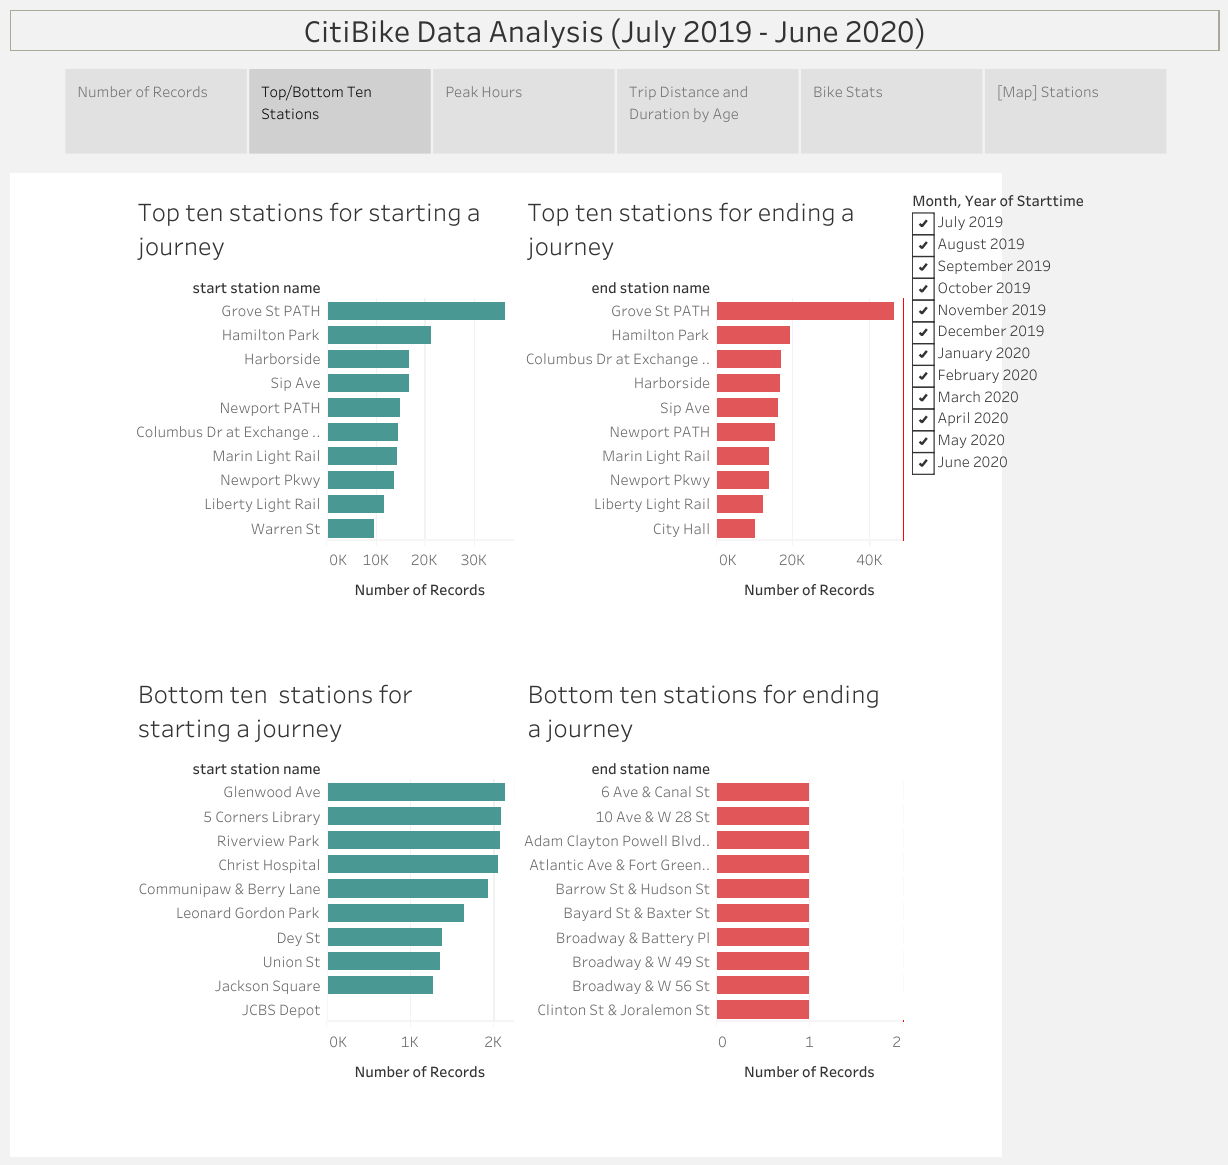 CitiBike Data Analysis (July 2019 - June 2020)
Number of Records
Top/Bottom Ten
Stations
Peak Hours
Trip Distance and
Duration by Age
Bike Stats
[Map] Stations
Top ten stations for starting a
journey
start station name
Grove St PATH
Hamilton Park
Harborside
Sip Ave
Newport PATH
Columbus Dr at Exchange ..
Marin Light Rail
Newport Pkwy
Liberty Light Rail
Warren St
0K 10K 20K 30K
Number of Records
Top ten stations for ending a
journey
end station name
Grove St PATH
Hamilton Park
Columbus Dr at Exchange ..
Harborside
Sip Ave
Newport PATH
Marin Light Rail
Newport Pkwy
Liberty Light Rail
City Hall
0K 20K 40K
Number of Records
Month, Year of Starttime
July 2019
August 2019
September 2019
October 2019
November 2019
December 2019
January 2020
February 2020
March 2020
April 2020
May 2020
June 2020
Bottom ten  stations for
starting a journey
start station name
Glenwood Ave
5 Corners Library
Riverview Park
Christ Hospital
Communipaw & Berry Lane
Leonard Gordon Park
Dey St
Union St
Jackson Square
JCBS Depot
0K 1K 2K
Number of Records
Bottom ten stations for ending
a journey
end station name
6 Ave & Canal St
10 Ave & W 28 St
Adam Clayton Powell Blvd..
Atlantic Ave & Fort Green..
Barrow St & Hudson St
Bayard St & Baxter St
Broadway & Battery Pl
Broadway & W 49 St
Broadway & W 56 St
Clinton St & Joralemon St
0 1 2
Number of Records